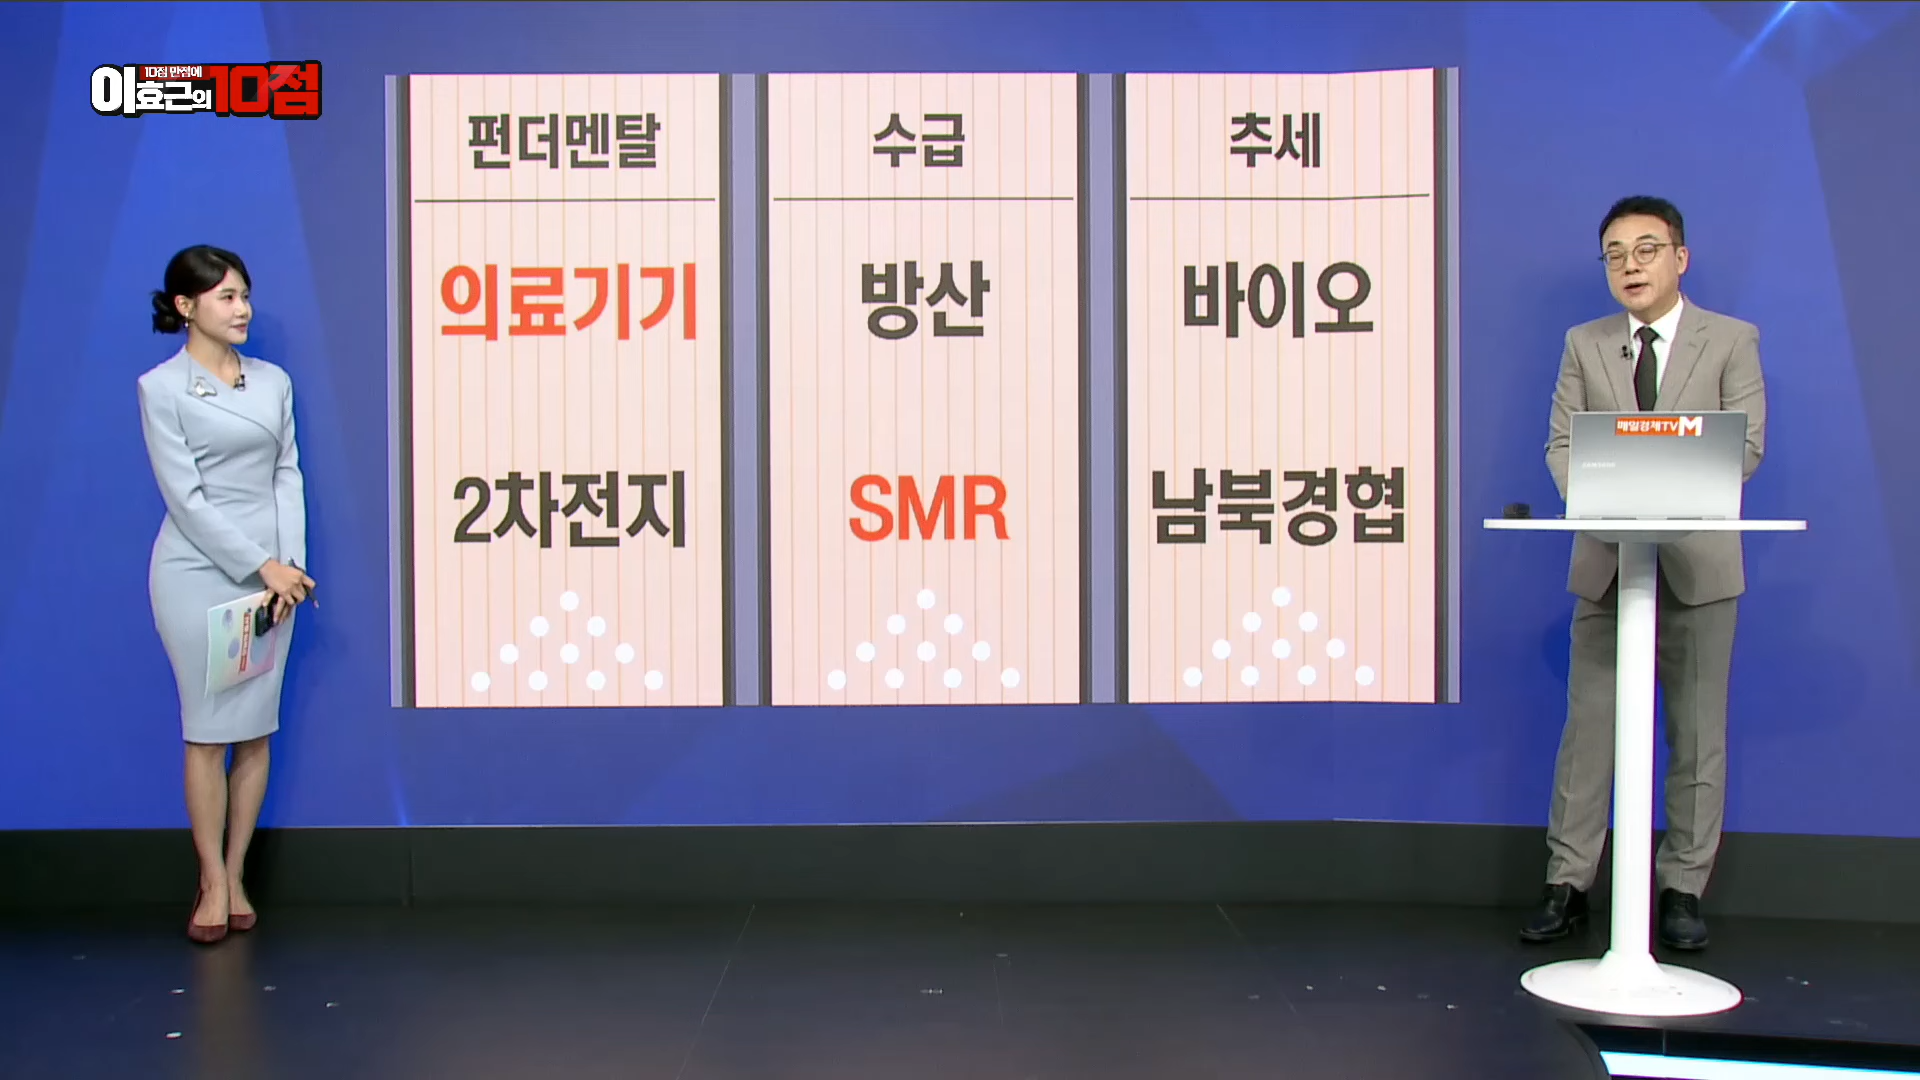 10점 만점에
이효근의 10점
펀더멘탈
수급
추세
의료기기
방산
바이오
2차전지
SMR
남북경협
매일경제TV M
SAMSUNG